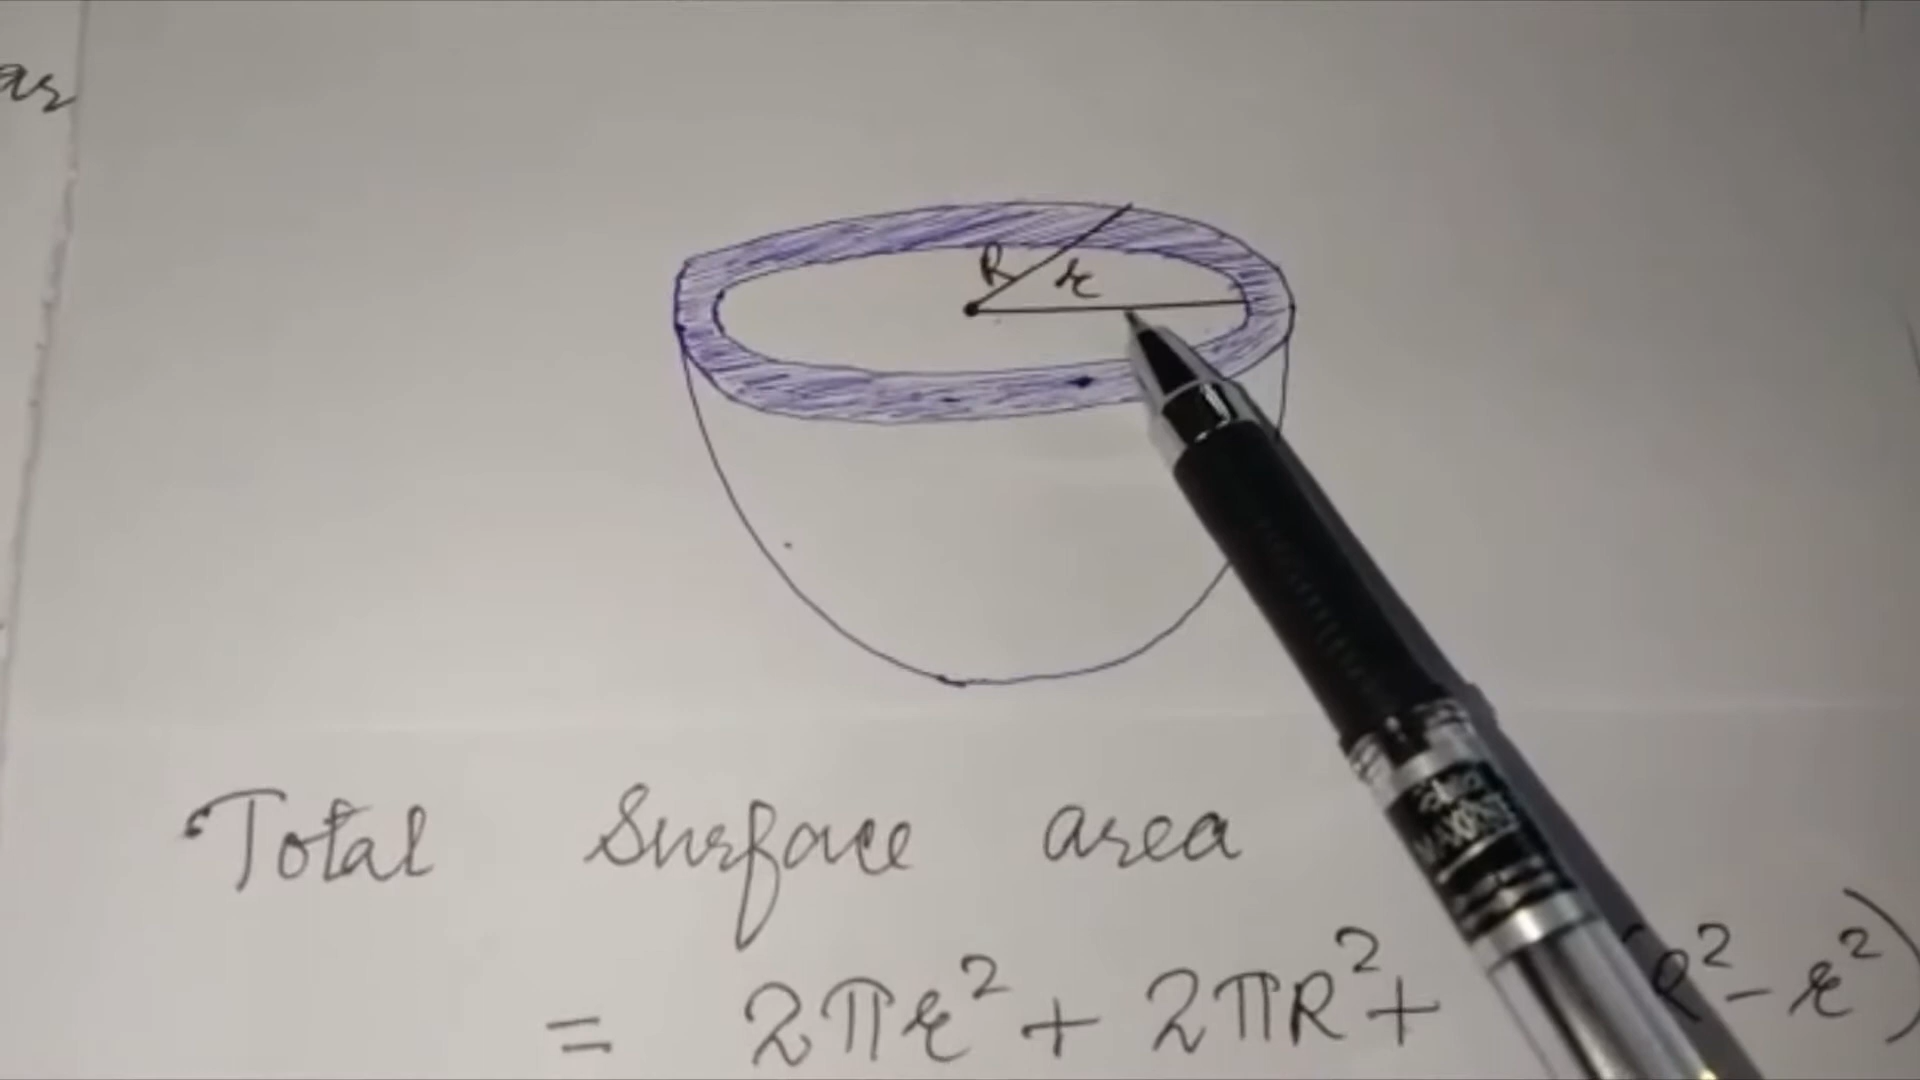 R r
Total Surface area
= 2πr² + 2πR² + R² - r²)